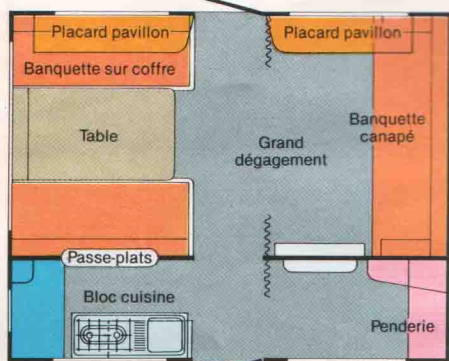 Placard pavillon
Placard pavillon
Banquette sur coffre
Table
Grand
dégagement
Banquette
canapé
Passe-plats
Bloc cuisine
Penderie